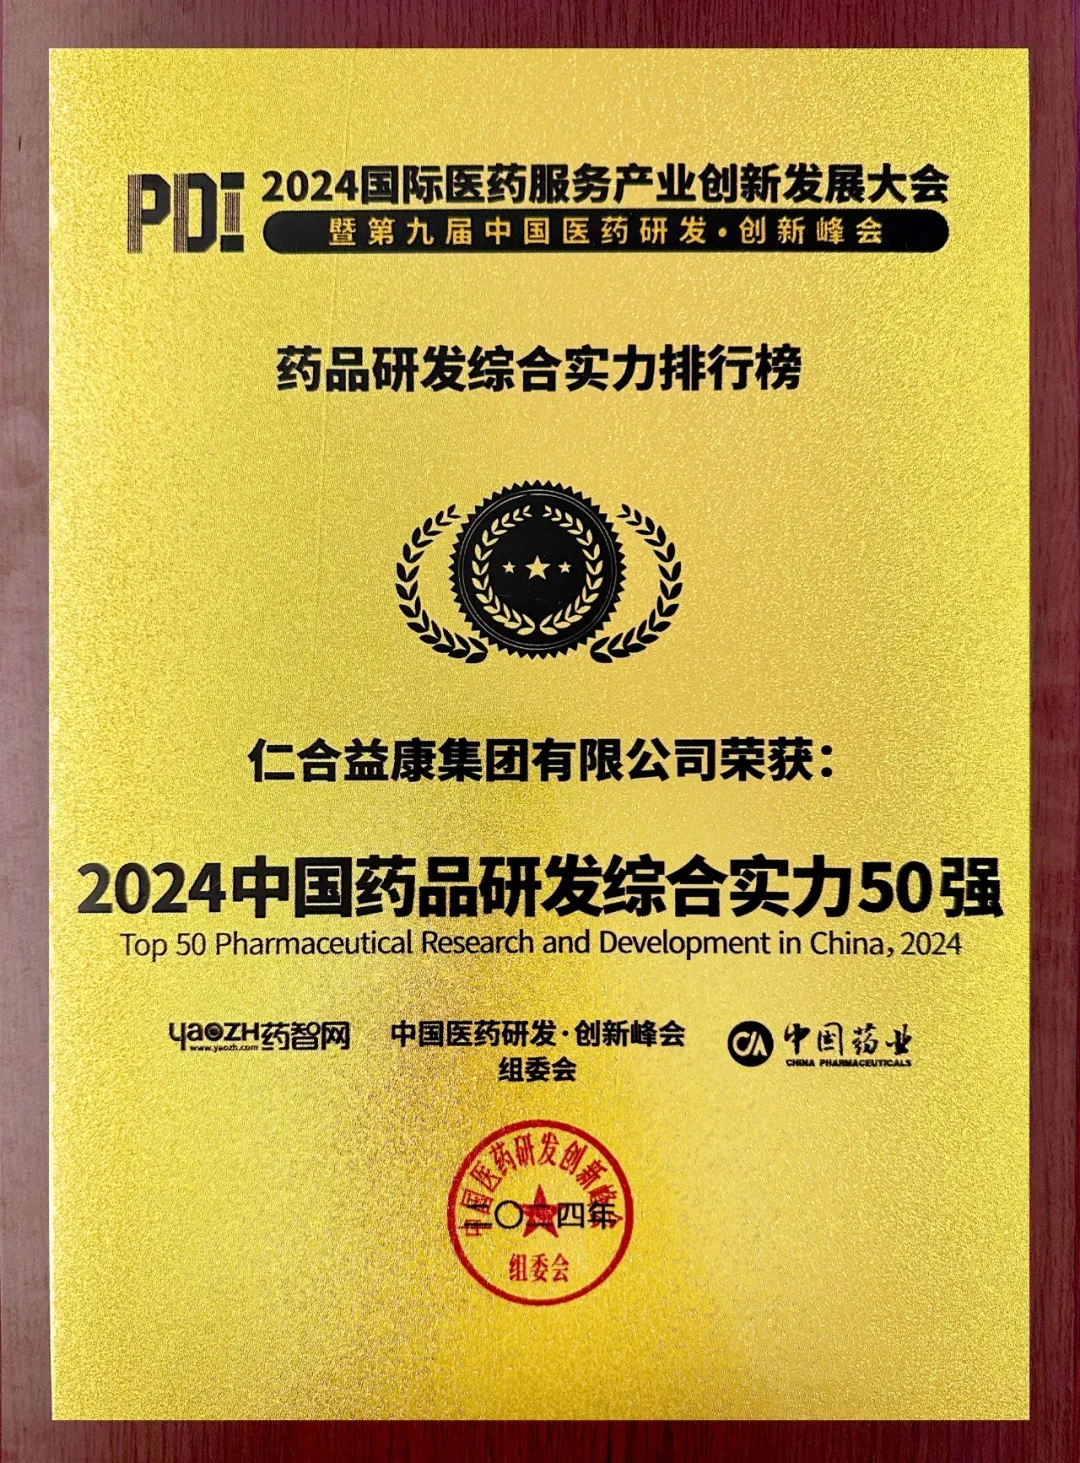 PDI 2024国际医药服务产业创新发展大会
暨第九届中国医药研发·创新峰会
药品研发综合实力排行榜
仁合益康集团有限公司荣获：
2024中国药品研发综合实力50强
Top 50 Pharmaceutical Research and Development in China, 2024
yaozh药智网
www.yaozh.com
中国医药研发·创新峰会
组委会
中国药业
CHINA PHARMACEUTICALS
中国医药研发创新峰会
二〇二四年
组委会